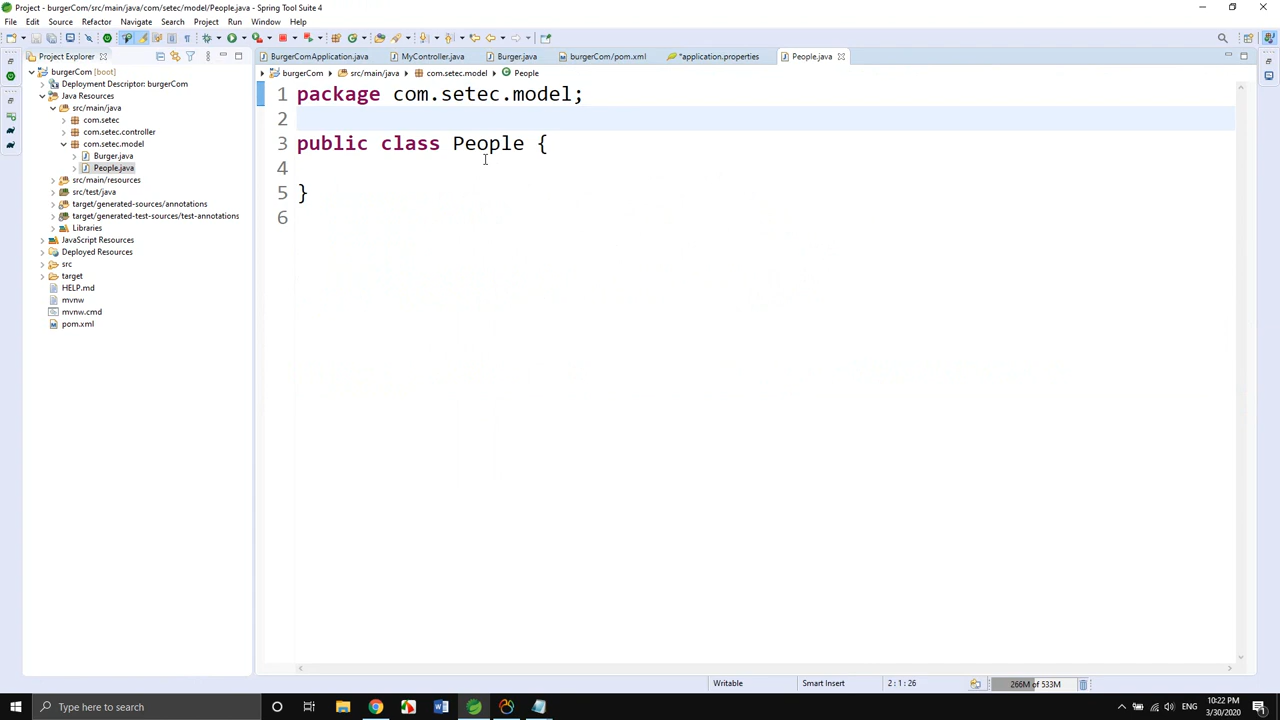 Project - burgerCom/src/main/java/com/setec/model/People.java - Spring Tool Suite 4
File Edit Source Refactor Navigate Search Project Run Window Help
Project Explorer
BurgerComApplication.java MyController.java Burger.java burgerCom/pom.xml *application.properties People.java
burgerCom src/main/java com.setec.model People
burgerCom [boot]
Deployment Descriptor: burgerCom
Java Resources
src/main/java
com.setec
com.setec.controller
com.setec.model
Burger.java
People.java
src/main/resources
src/test/java
target/generated-sources/annotations
target/generated-test-sources/test-annotations
Libraries
JavaScript Resources
Deployed Resources
src
target
HELP.md
mvnw
mvnw.cmd
pom.xml
1 package com.setec.model;
2
3 public class People {
4
5 }
6
Writable Smart Insert 2 : 1 : 26 266M of 533M
Type here to search
10:22 PM
3/30/2020